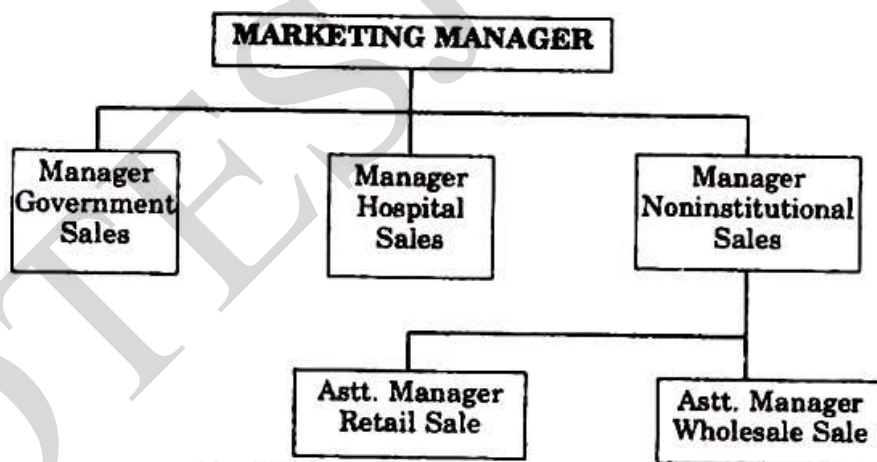 MARKETING MANAGER
Manager
Government
Sales
Manager
Hospital
Sales
Manager
Noninstitutional
Sales
Astt. Manager
Retail Sale
Astt. Manager
Wholesale Sale